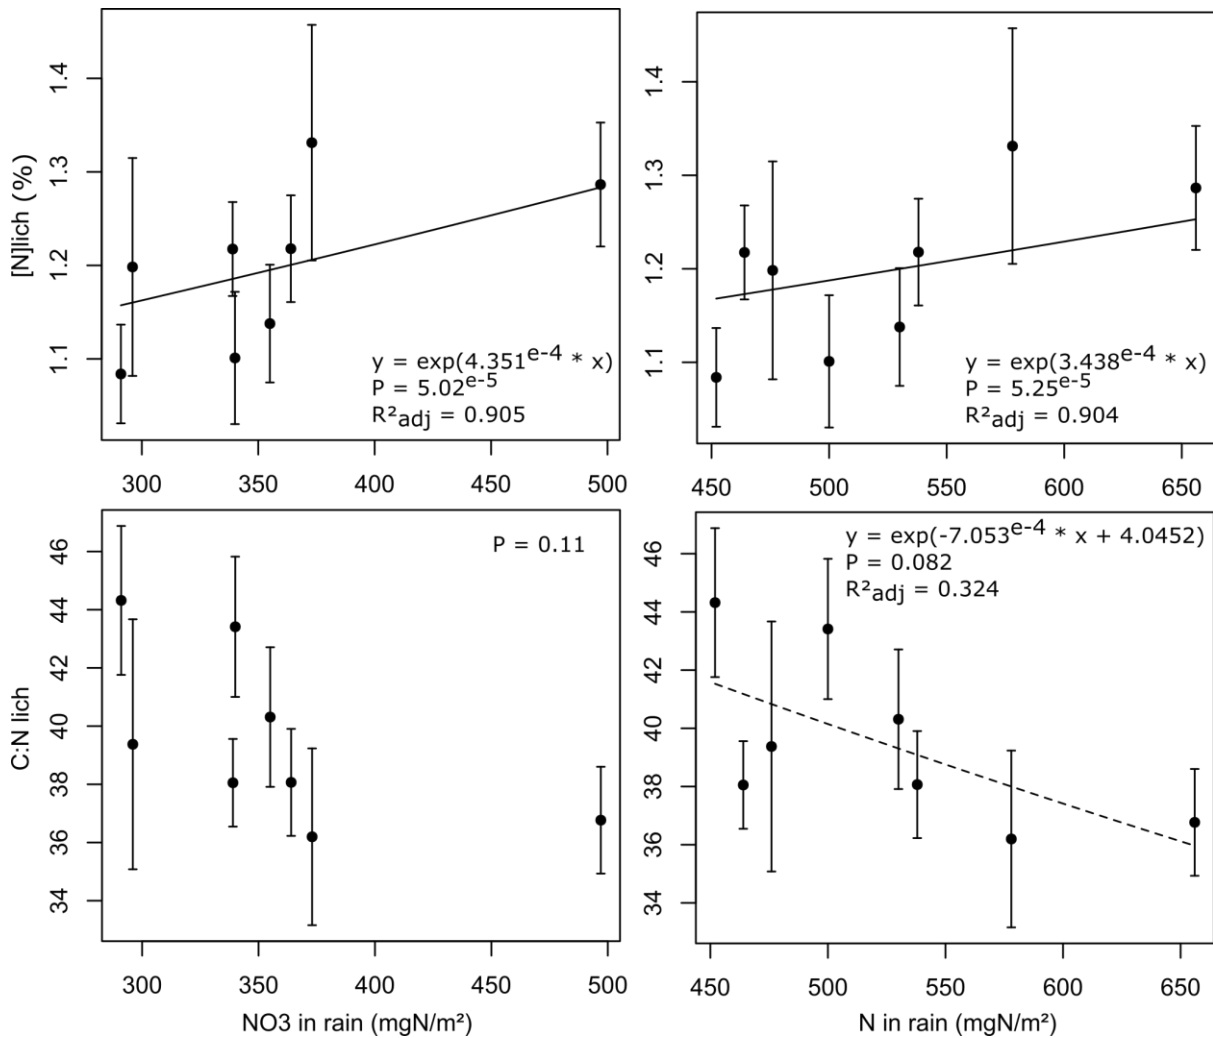 [N]lich (%)
1.4
1.3
1.2
1.1
y = exp(4.351e-4 * x)
P = 5.02e-5
R²adj = 0.905
300 350 400 450 500
1.4
1.3
1.2
1.1
y = exp(3.438e-4 * x)
P = 5.25e-5
R²adj = 0.904
450 500 550 600 650
C:N lich
46
44
42
40
38
36
34
P = 0.11
300 350 400 450 500
NO3 in rain (mgN/m²)
46
44
42
40
38
36
34
y = exp(-7.053e-4 * x + 4.0452)
P = 0.082
R²adj = 0.324
450 500 550 600 650
N in rain (mgN/m²)